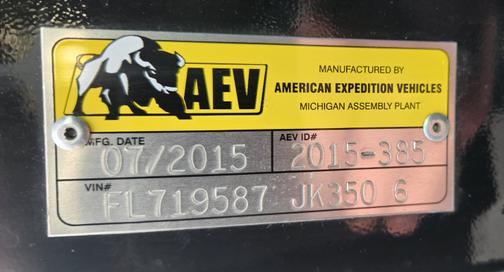 AEV
MANUFACTURED BY
AMERICAN EXPEDITION VEHICLES
MICHIGAN ASSEMBLY PLANT
MFG. DATE
07/2015
AEV ID#
2015-385
VIN#
FL719587 JK350 6